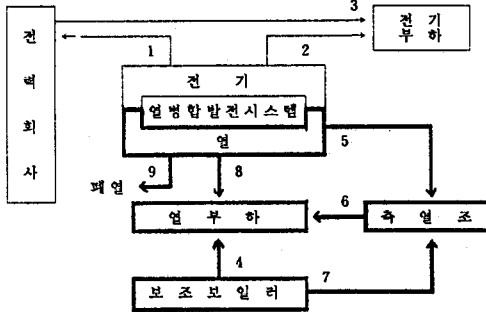 3
전 력 회 사
전 기
부 하
1
2
전 기
열병합발전시스템
열
5
9
8
폐열
6
열 부 하
축 열 조
4
7
보 조 보 일 러